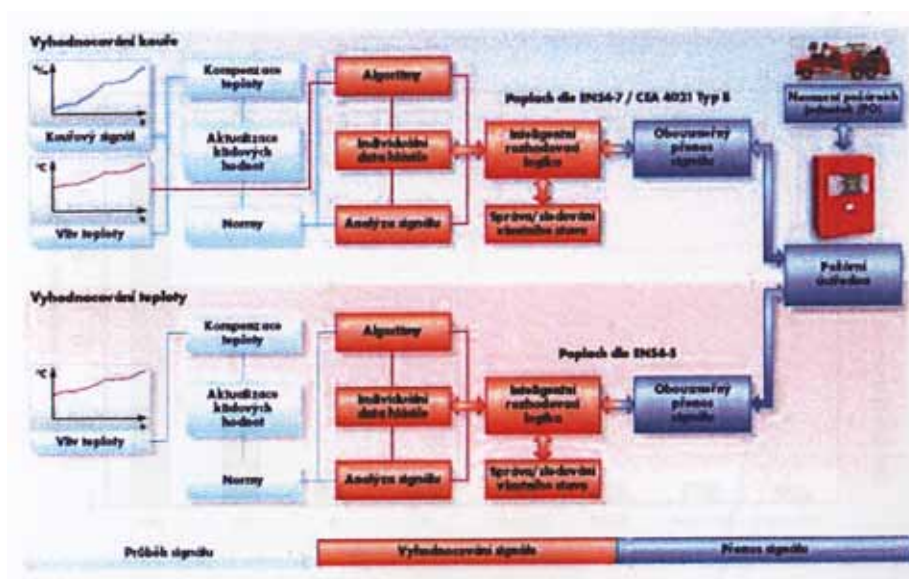 Vyhodnocování kouře
°C
Kouřový signál
°C
Vliv teploty
Kompenzace
teploty
Aktualizace
klidových
hodnot
Normy
Algoritmy
Individuální
data hlásiče
Analýza signálu
Poplach dle EN54-7 / CEA 4021 Typ B
Inteligentní
rozhodovací
logika
Správa/sledování
vlastního stavu
Obousměrný
přenos
signálu
jednotek (PO)
Požární
ústředna
Vyhodnocování teploty
°C
Vliv teploty
Kompenzace
teploty
Aktualizace
klidových
hodnot
Normy
Algoritmy
Individuální
data hlásiče
Analýza signálu
Poplach dle EN54-5
Inteligentní
rozhodovací
logika
Správa/sledování
vlastního stavu
Obousměrný
přenos
signálu
Průběh signálu
Vyhodnocování signálu
Přenos signálu